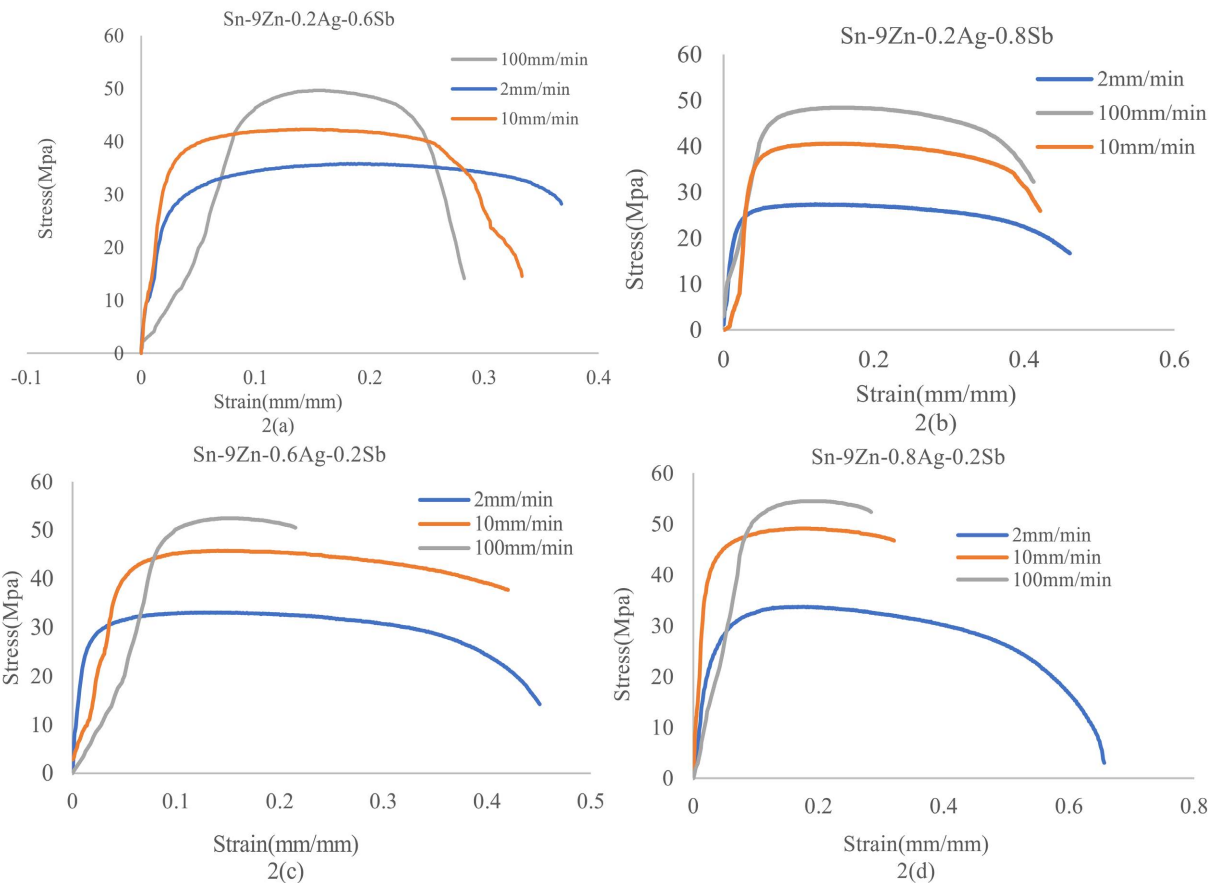 Sn-9Zn-0.2Ag-0.6Sb
60
50
40
30
20
10
0
Stress(Mpa)
100mm/min
2mm/min
10mm/min
-0.1 0 0.1 0.2 0.3 0.4
Strain(mm/mm)
2(a)
Sn-9Zn-0.2Ag-0.8Sb
60
50
40
30
20
10
0
Stress(Mpa)
2mm/min
100mm/min
10mm/min
0 0.2 0.4 0.6
Strain(mm/mm)
2(b)
Sn-9Zn-0.6Ag-0.2Sb
60
50
40
30
20
10
0
Stress(Mpa)
2mm/min
10mm/min
100mm/min
0 0.1 0.2 0.3 0.4 0.5
Strain(mm/mm)
2(c)
Sn-9Zn-0.8Ag-0.2Sb
60
50
40
30
20
10
0
Stress(Mpa)
2mm/min
10mm/min
100mm/min
0 0.2 0.4 0.6 0.8
Strain(mm/mm)
2(d)